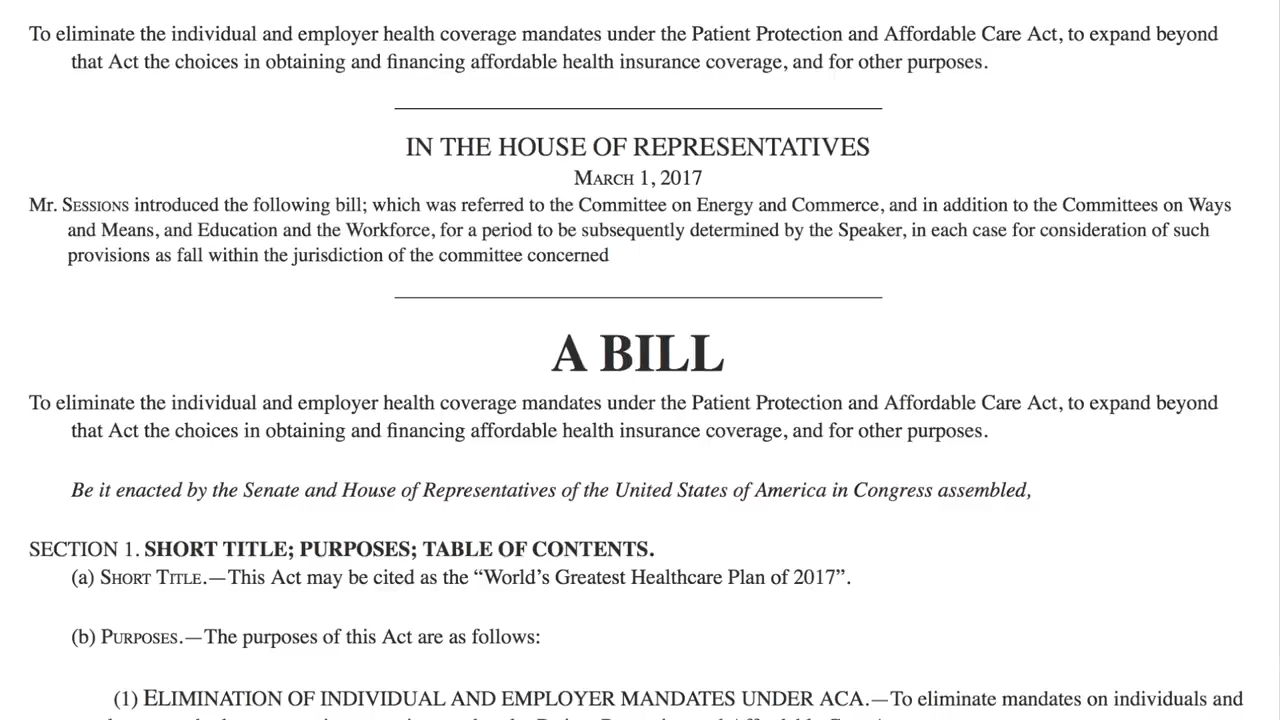 To eliminate the individual and employer health coverage mandates under the Patient Protection and Affordable Care Act, to expand beyond
that Act the choices in obtaining and financing affordable health insurance coverage, and for other purposes.
IN THE HOUSE OF REPRESENTATIVES
MARCH 1, 2017
Mr. SESSIONS introduced the following bill; which was referred to the Committee on Energy and Commerce, and in addition to the Committees on Ways
and Means, and Education and the Workforce, for a period to be subsequently determined by the Speaker, in each case for consideration of such
provisions as fall within the jurisdiction of the committee concerned
A BILL
To eliminate the individual and employer health coverage mandates under the Patient Protection and Affordable Care Act, to expand beyond
that Act the choices in obtaining and financing affordable health insurance coverage, and for other purposes.
Be it enacted by the Senate and House of Representatives of the United States of America in Congress assembled,
SECTION 1. SHORT TITLE; PURPOSES; TABLE OF CONTENTS.
(a) SHORT TITLE.—This Act may be cited as the “World’s Greatest Healthcare Plan of 2017”.
(b) PURPOSES.—The purposes of this Act are as follows:
(1) ELIMINATION OF INDIVIDUAL AND EMPLOYER MANDATES UNDER ACA.—To eliminate mandates on individuals and